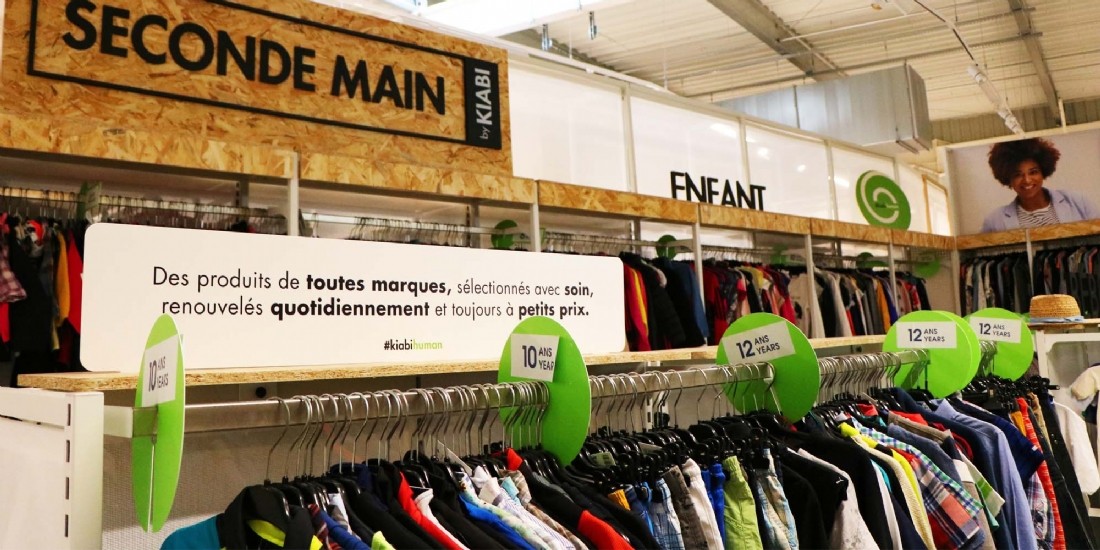 SECONDE MAIN
by KIABI
ENFANT
Des produits de toutes marques, sélectionnés avec soin,
renouvelés quotidiennement et toujours à petits prix.
#kiabihuman
10 ANS
YEARS
10 ANS
YEAR
12 ANS
YEARS
12 ANS
YEARS
12 ANS
YEARS